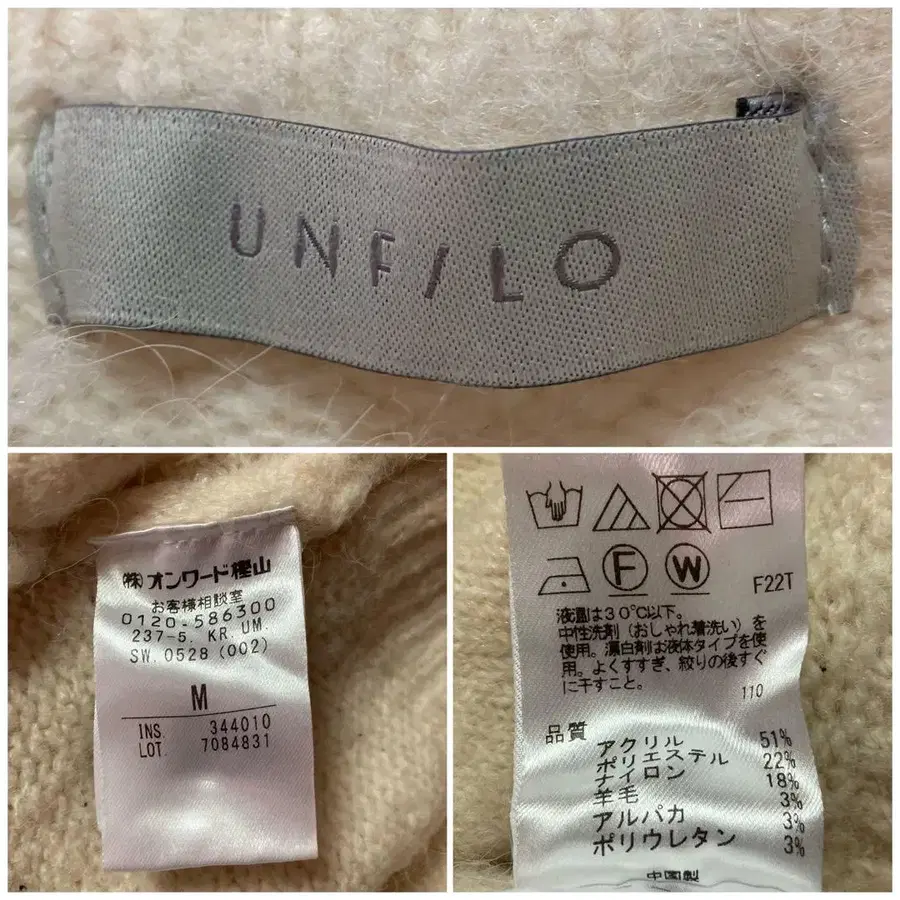 UNFILO
㈱オンワード樫山
お客様相談室
0120-586300
237-5. KR. UM.
SW. 0528 (002)
M
INS. 344010
LOT 7084831
F W
F22T
液温は30℃以下。
中性洗剤（おしゃれ着洗い）を
使用。漂白剤は液体タイプを使
用。よくすすぎ、絞りの後すぐ
に干すこと。
110
品質
アクリル 51%
ポリエステル 22%
ナイロン 18%
羊毛 3%
アルパカ 3%
ポリウレタン 3%
中国製